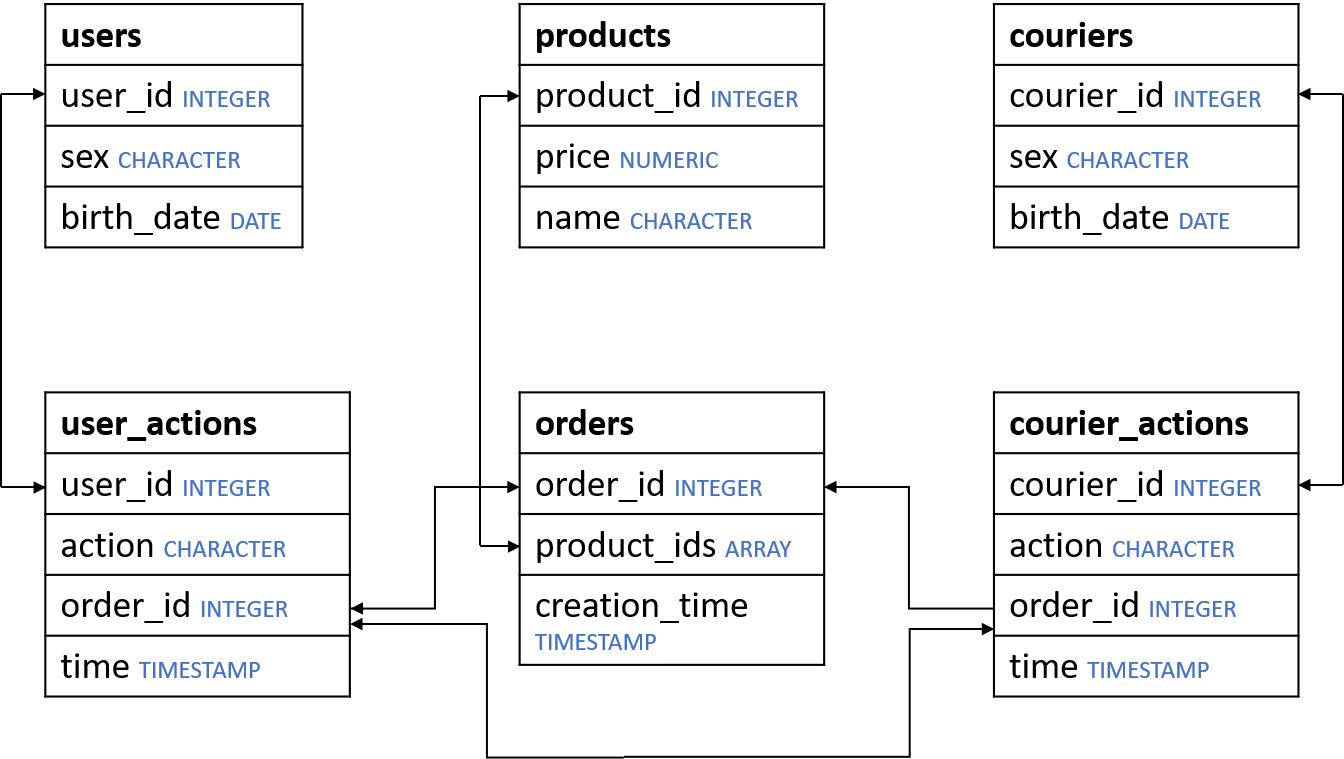 users
user_id INTEGER
sex CHARACTER
birth_date DATE
products
product_id INTEGER
price NUMERIC
name CHARACTER
couriers
courier_id INTEGER
sex CHARACTER
birth_date DATE
user_actions
user_id INTEGER
action CHARACTER
order_id INTEGER
time TIMESTAMP
orders
order_id INTEGER
product_ids ARRAY
creation_time
TIMESTAMP
courier_actions
courier_id INTEGER
action CHARACTER
order_id INTEGER
time TIMESTAMP